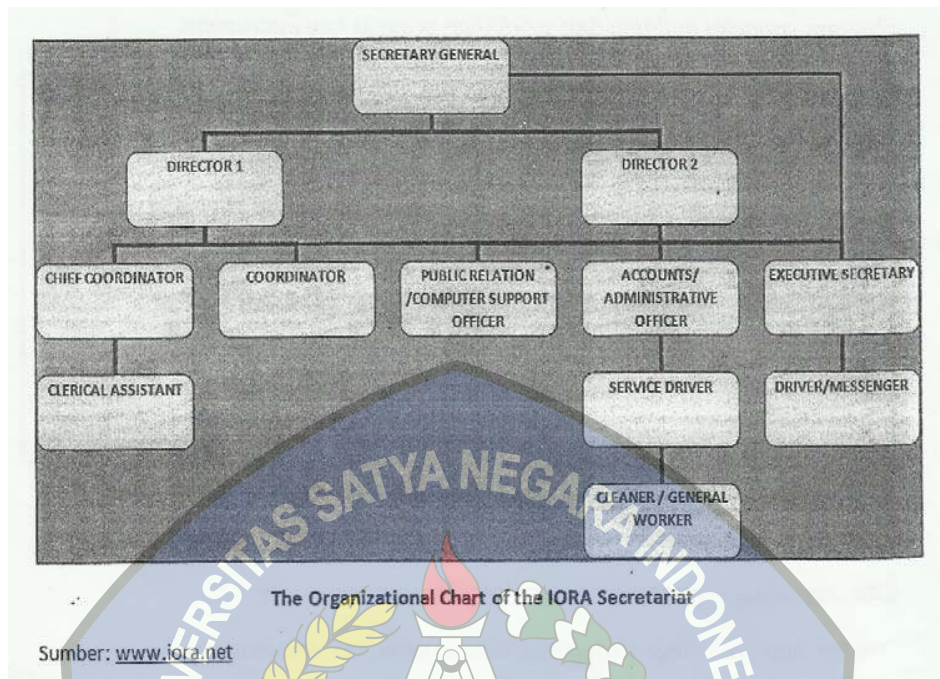 SECRETARY GENERAL
DIRECTOR 1
DIRECTOR 2
CHIEF COORDINATOR
COORDINATOR
PUBLIC RELATION
/COMPUTER SUPPORT
OFFICER
ACCOUNTS/
ADMINISTRATIVE
OFFICER
EXECUTIVE SECRETARY
CLERICAL ASSISTANT
SERVICE DRIVER
DRIVER/MESSENGER
CLEANER / GENERAL
WORKER
The Organizational Chart of the IORA Secretariat
Sumber: www.iora.net